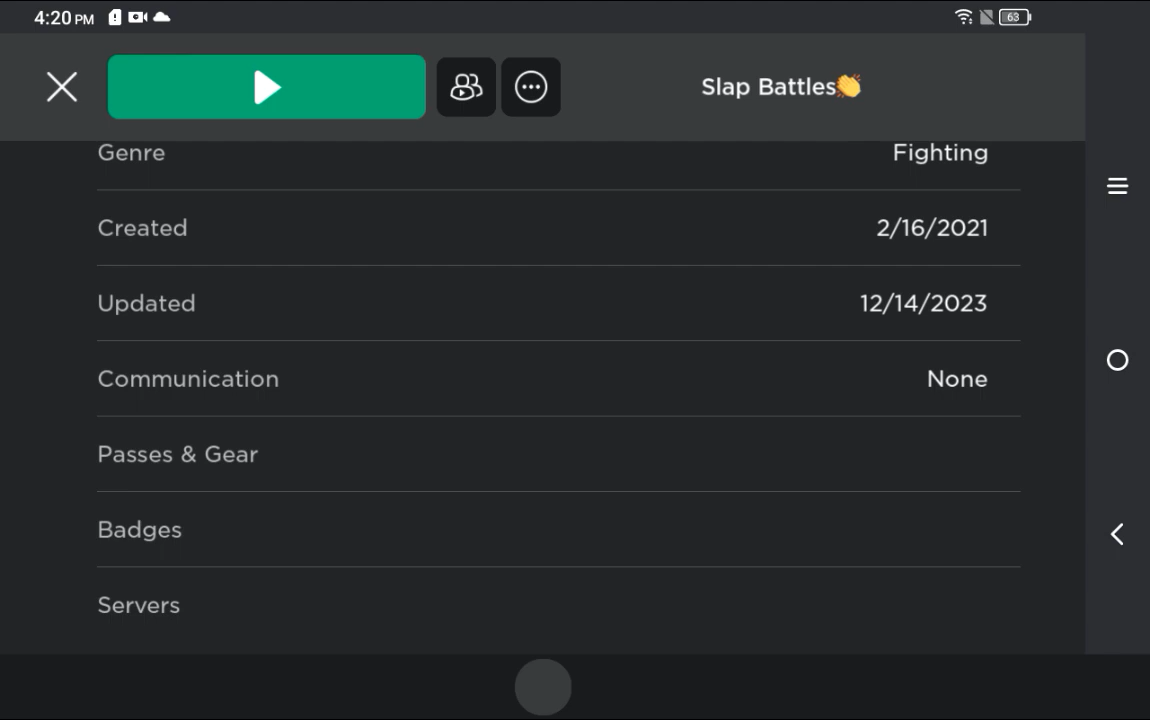 4:20 PM
63
Slap Battles👏
Genre Fighting
Created 2/16/2021
Updated 12/14/2023
Communication None
Passes & Gear
Badges
Servers